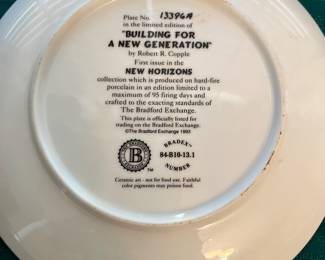 Plate No. 13396A
in the limited edition of
"BUILDING FOR
A NEW GENERATION"
by Robert R. Copple
First issue in the
NEW HORIZONS
collection which is produced on hard-fire
porcelain in an edition limited to a
maximum of 95 firing days and
crafted to the exacting standards of
The Bradford Exchange.
This plate is officially listed for
trading on the Bradford Exchange.
©The Bradford Exchange 1993
B
™
BRADEX®
84-B10-13.1
NUMBER
Ceramic art - not for food use. Faithful
color pigments may poison food.